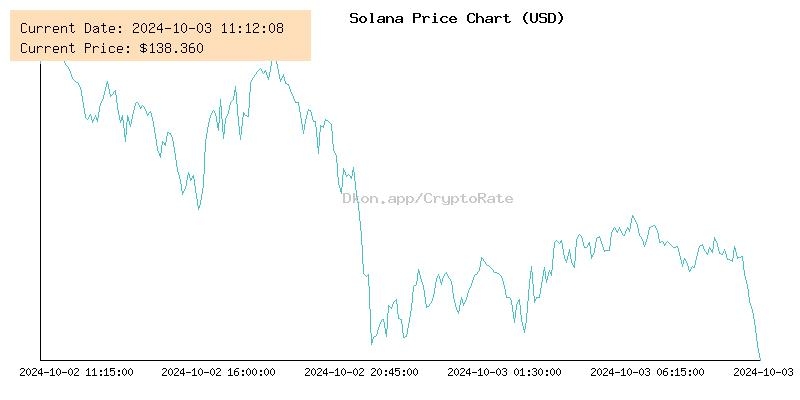 Solana Price Chart (USD)
Current Date: 2024-10-03 11:12:08
Current Price: $138.360
Dkon.app/CryptoRate
2024-10-02 11:15:00 2024-10-02 16:00:00 2024-10-02 20:45:00 2024-10-03 01:30:00 2024-10-03 06:15:00 2024-10-03